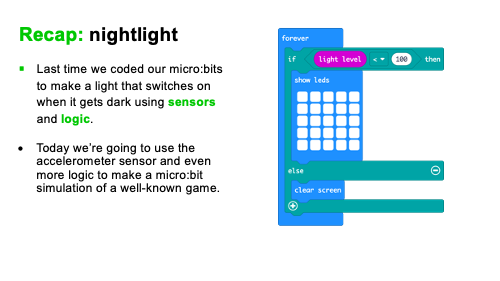 Recap: nightlight
Last time we coded our micro:bits
to make a light that switches on
when it gets dark using sensors
and logic.
Today we're going to use the
accelerometer sensor and even
more logic to make a micro:bit
simulation of a well-known game.
forever
if light level < 100 then
show leds
else
clear screen